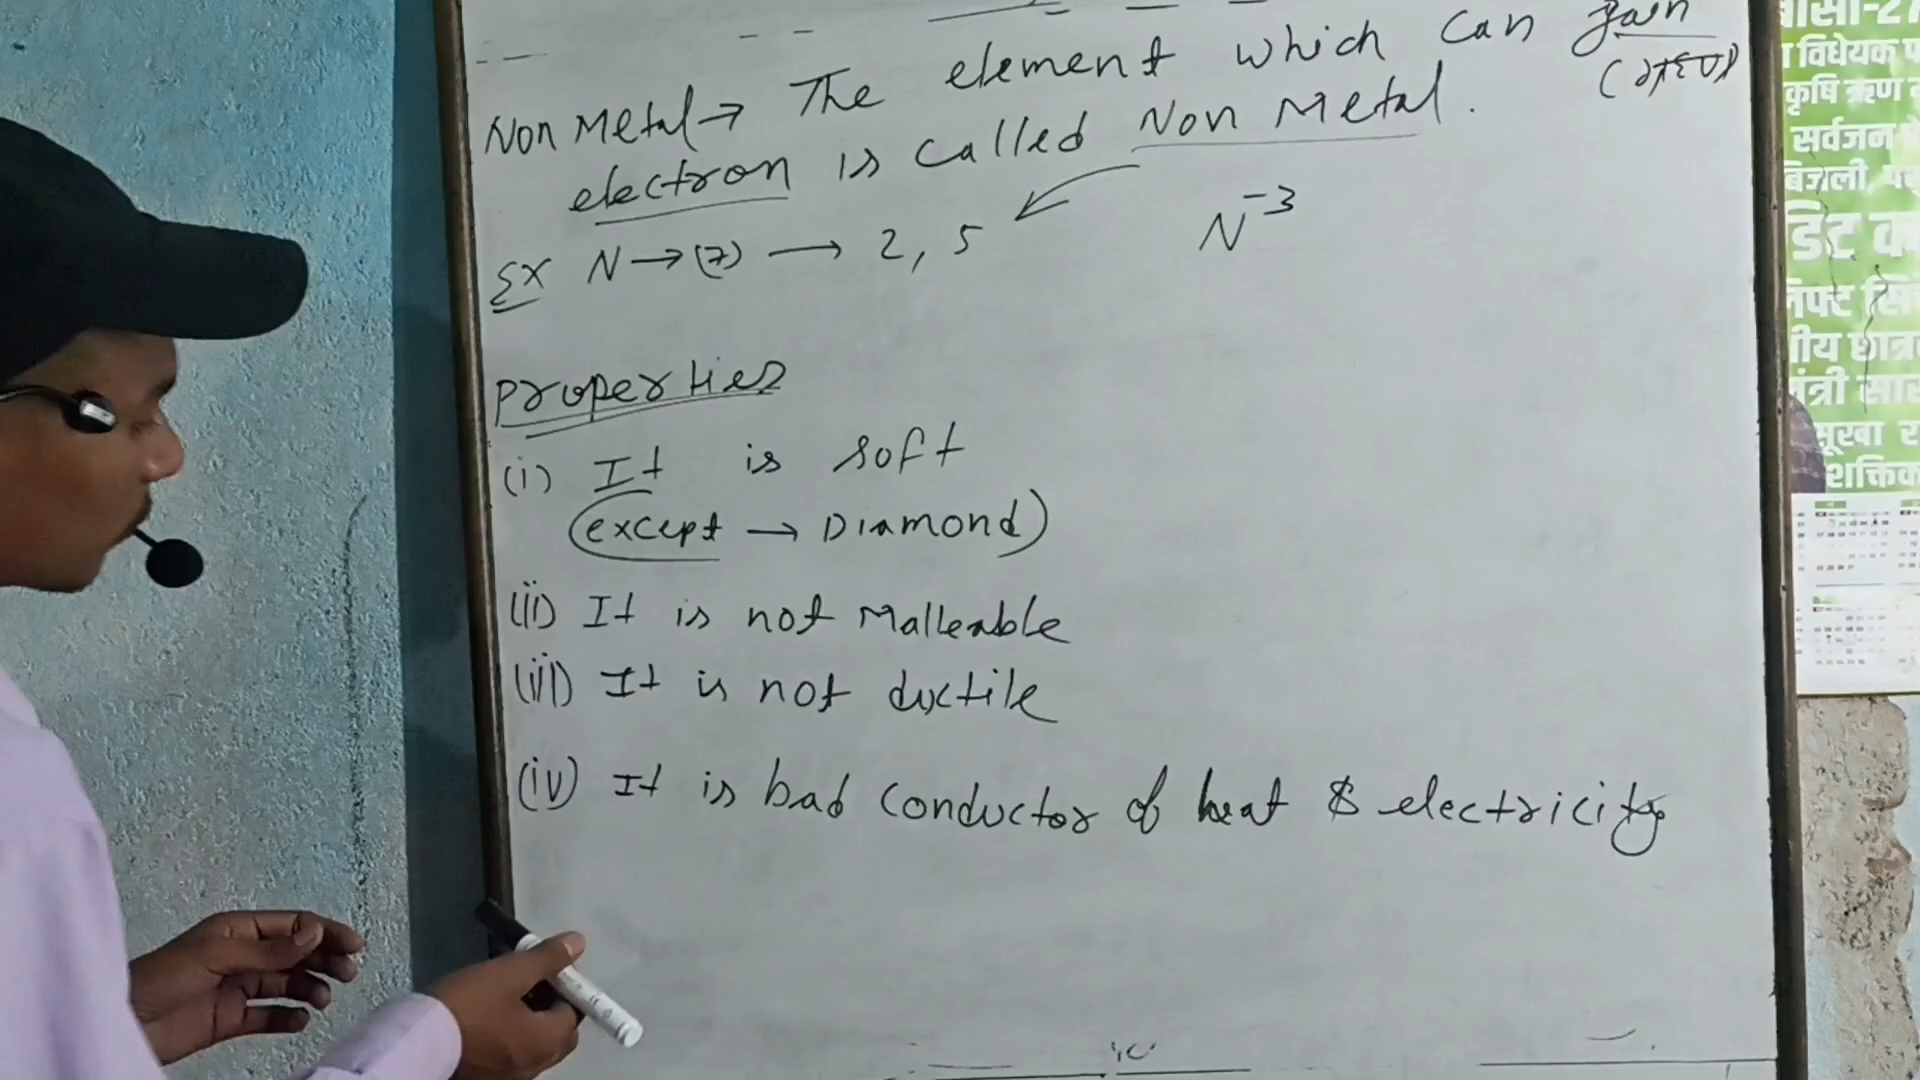 Non Metal → The element which can gain
(ग्रहण)
electron is called Non Metal.
Ex N → (7) → 2, 5
N⁻³
Properties
(i) It is soft
(except → Diamond)
(ii) It is not Malleable
(iii) It is not ductile
(iv) It is bad conductor of heat & electricity
विधेयक
कृषि ऋण
सर्वजन
बिजली
लिफ्ट
मंत्री
सूखा